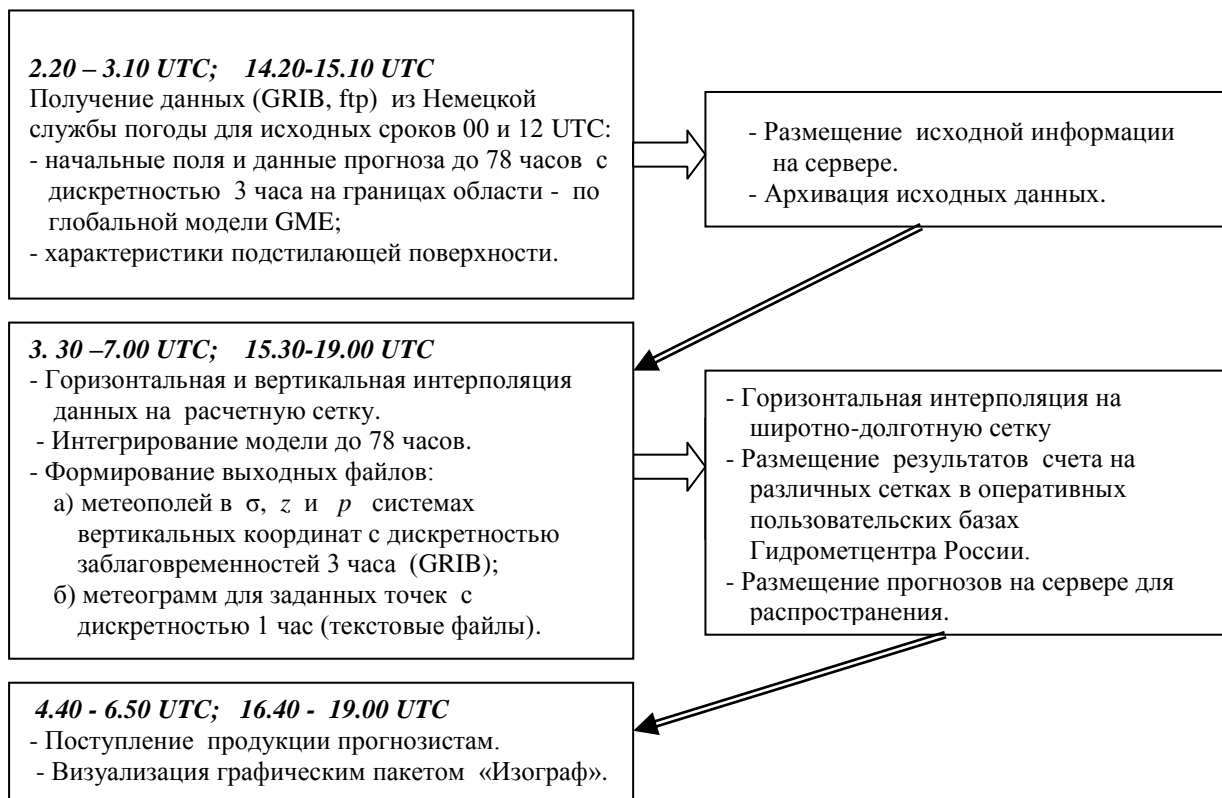 2.20 – 3.10 UTC; 14.20-15.10 UTC
Получение данных (GRIB, ftp) из Немецкой
службы погоды для исходных сроков 00 и 12 UTC:
- начальные поля и данные прогноза до 78 часов с
дискретностью 3 часа на границах области - по
глобальной модели GME;
- характеристики подстилающей поверхности.
- Размещение исходной информации
на сервере.
- Архивация исходных данных.
3. 30 –7.00 UTC; 15.30-19.00 UTC
- Горизонтальная и вертикальная интерполяция
данных на расчетную сетку.
- Интегрирование модели до 78 часов.
- Формирование выходных файлов:
а) метеополей в σ, z и p системах
вертикальных координат с дискретностью
заблаговременностей 3 часа (GRIB);
б) метеограмм для заданных точек с
дискретностью 1 час (текстовые файлы).
- Горизонтальная интерполяция на
широтно-долготную сетку
- Размещение результатов счета на
различных сетках в оперативных
пользовательских базах
Гидрометцентра России.
- Размещение прогнозов на сервере для
распространения.
4.40 - 6.50 UTC; 16.40 - 19.00 UTC
- Поступление продукции прогнозистам.
- Визуализация графическим пакетом «Изограф».